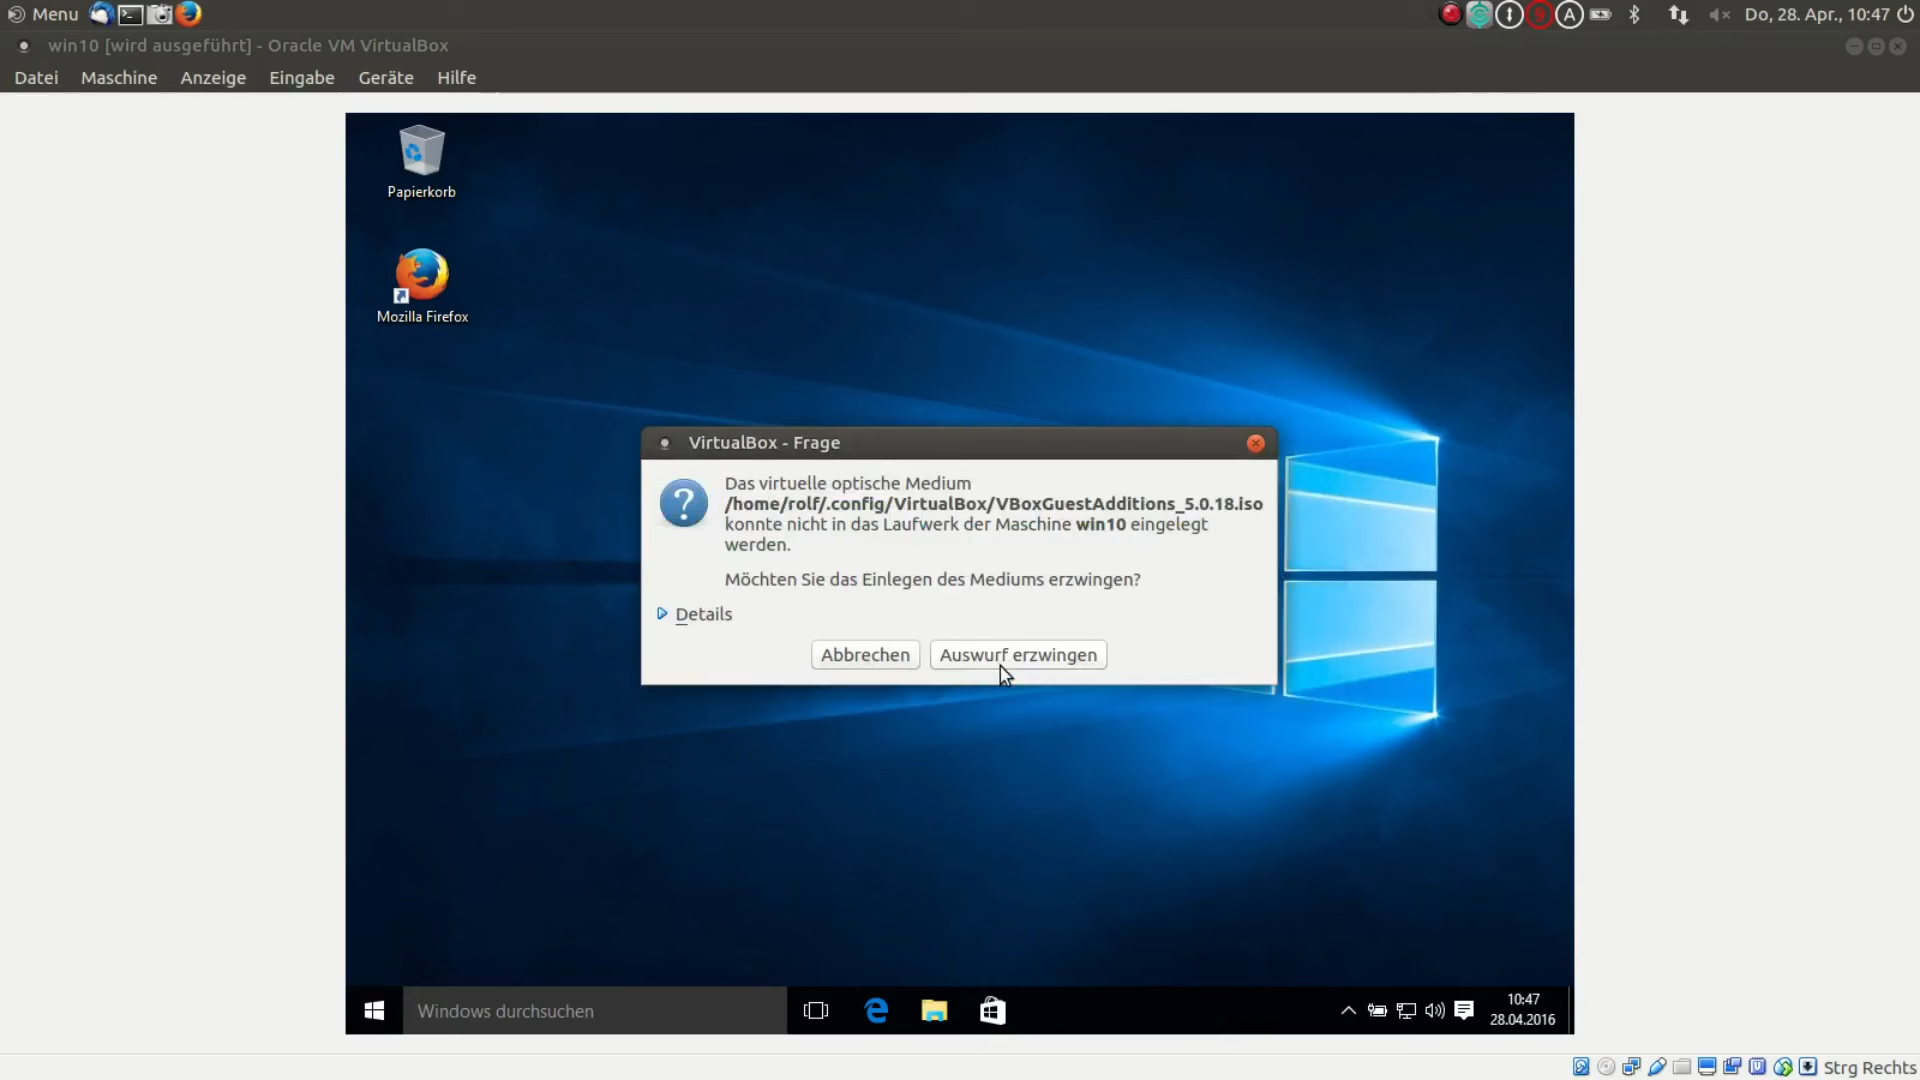 Menu
Do, 28. Apr., 10:47
win10 [wird ausgeführt] - Oracle VM VirtualBox
Datei Maschine Anzeige Eingabe Geräte Hilfe
Papierkorb
Mozilla Firefox
VirtualBox - Frage
Das virtuelle optische Medium
/home/rolf/.config/VirtualBox/VBoxGuestAdditions_5.0.18.iso
konnte nicht in das Laufwerk der Maschine win10 eingelegt
werden.
Möchten Sie das Einlegen des Mediums erzwingen?
Details
Abbrechen Auswurf erzwingen
Windows durchsuchen
10:47
28.04.2016
Strg Rechts